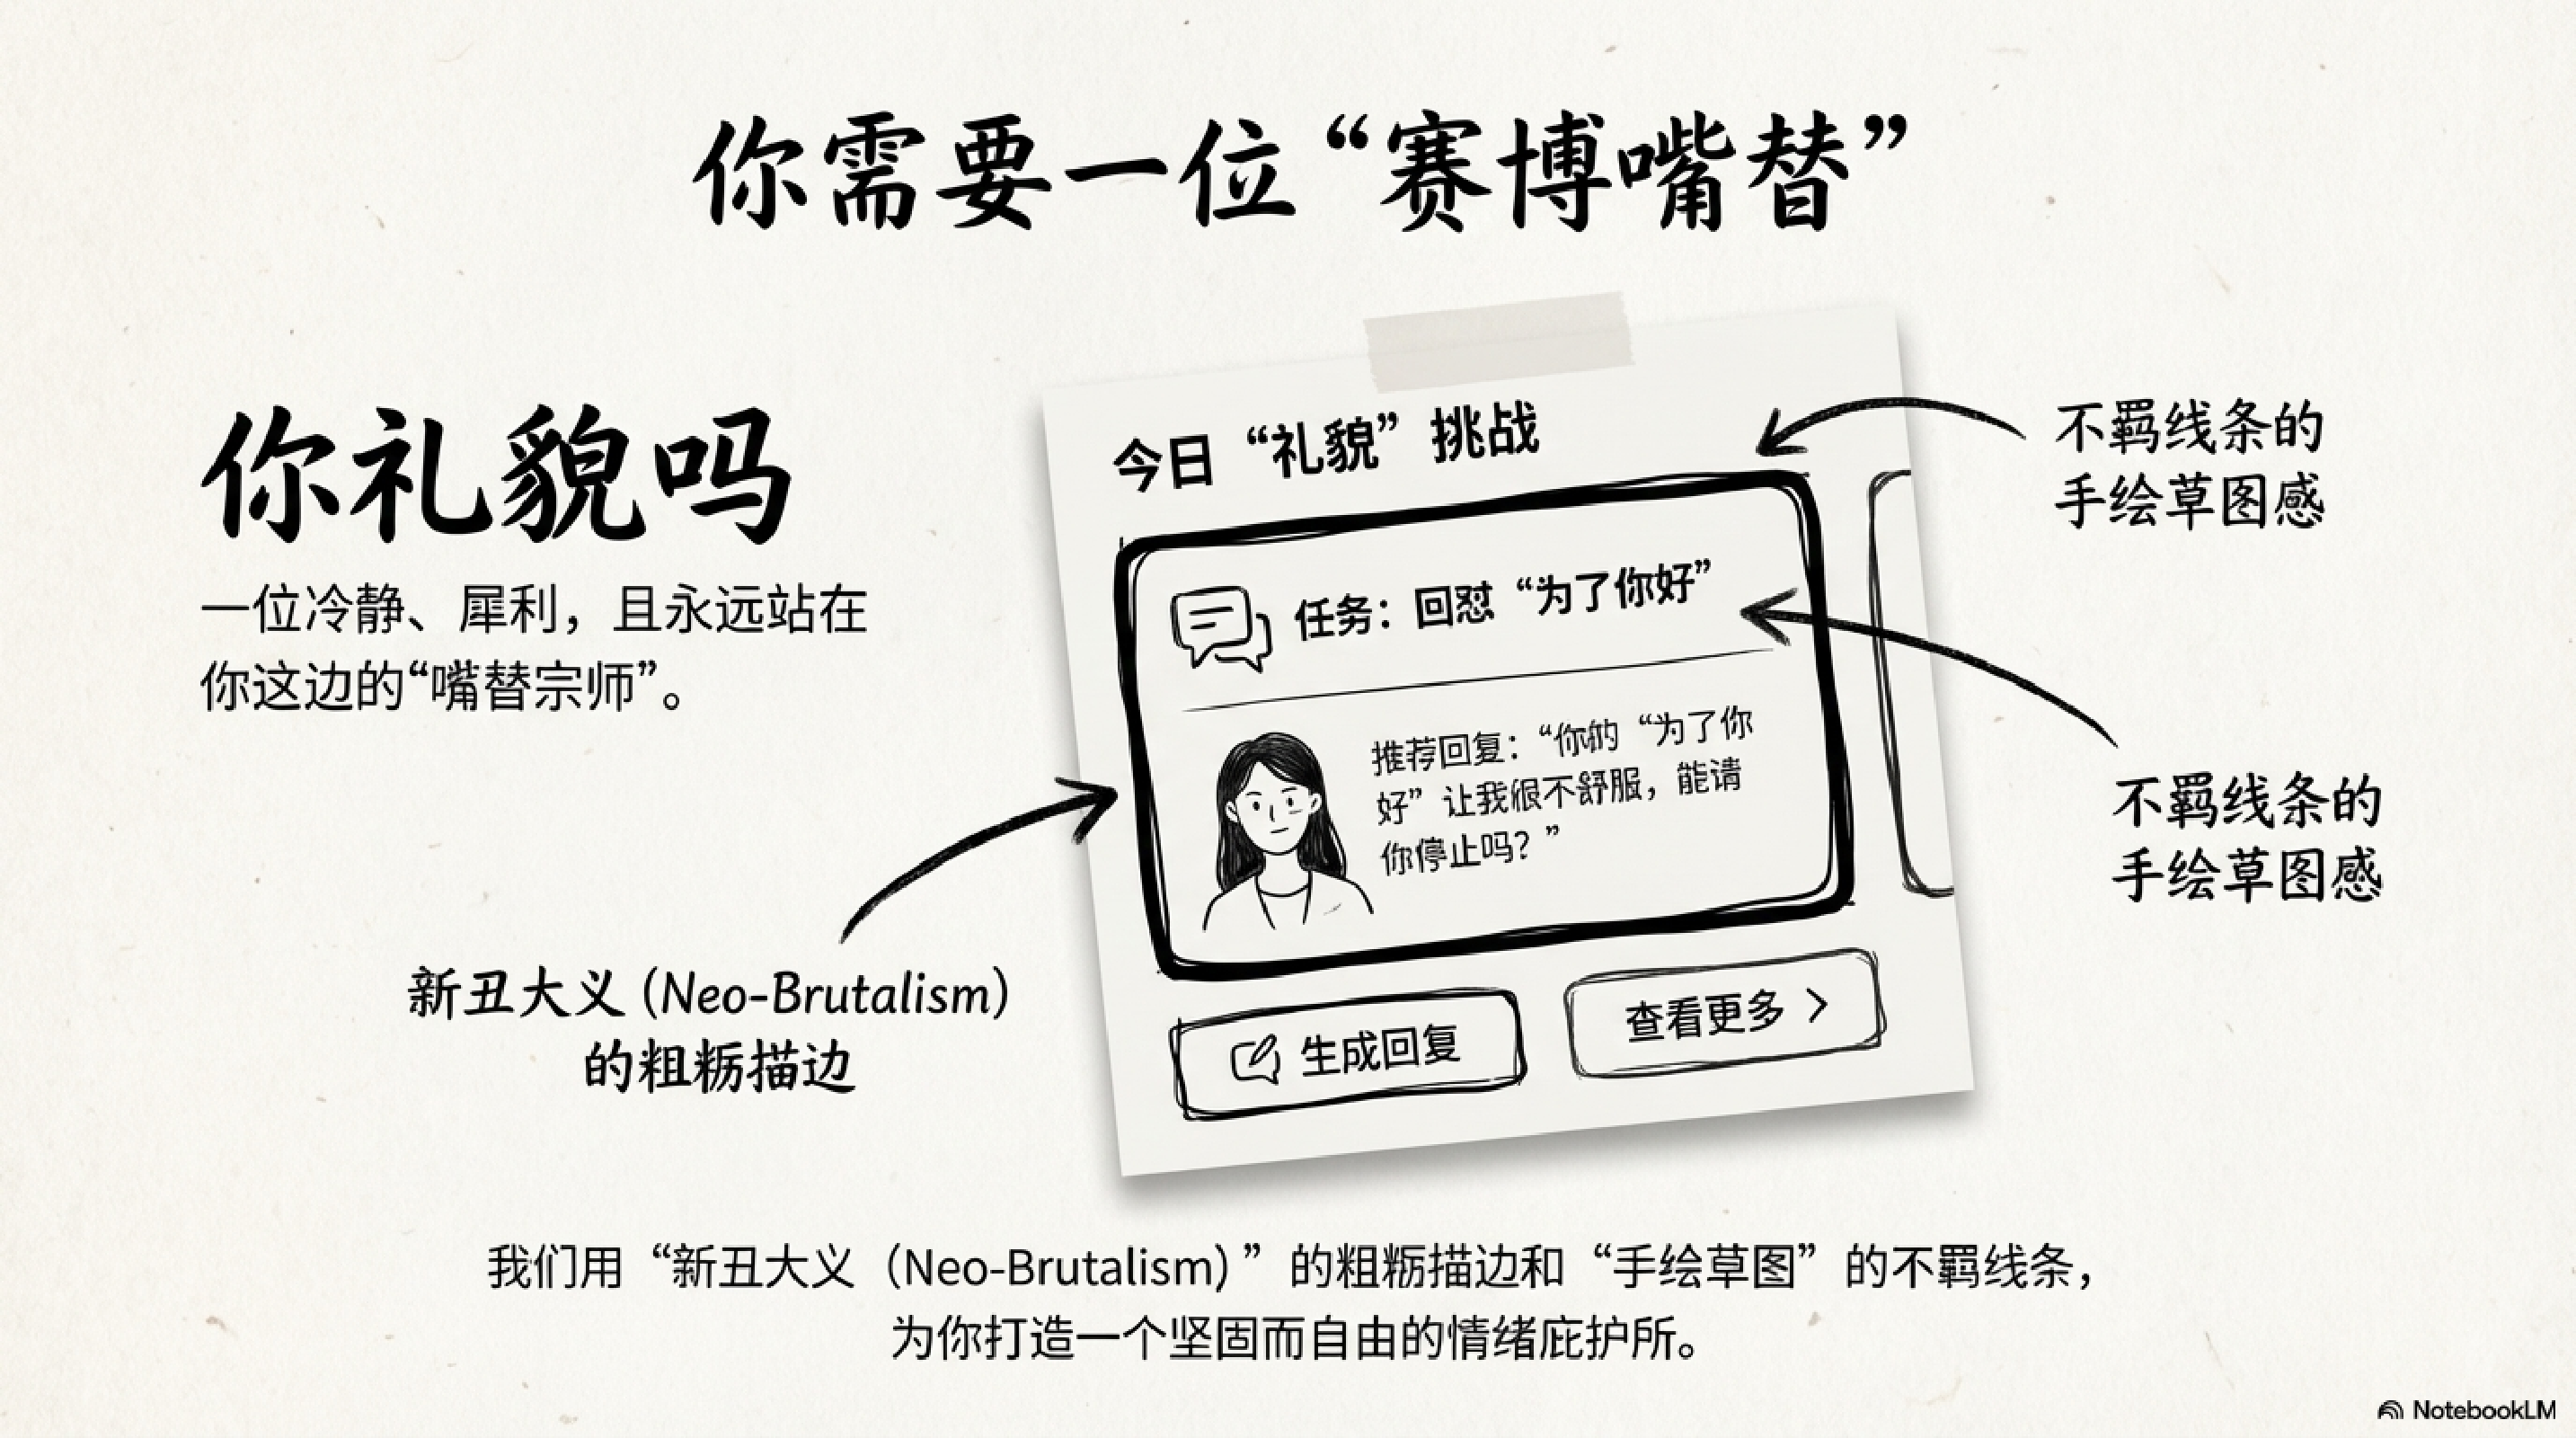 你需要一位“赛博嘴替”
你礼貌吗
一位冷静、犀利，且永远站在
你这边的“嘴替宗师”。
今日“礼貌”挑战
任务：回怼“为了你好”
推荐回复：“你的“为了你
好”让我很不舒服，能请
你停止吗？”
生成回复
查看更多 >
不羁线条的
手绘草图感
不羁线条的
手绘草图感
新丑大义 (Neo-Brutalism)
的粗粝描边
我们用“新丑大义（Neo-Brutalism)”的粗粝描边和“手绘草图”的不羁线条，
为你打造一个坚固而自由的情绪庇护所。
NotebookLM